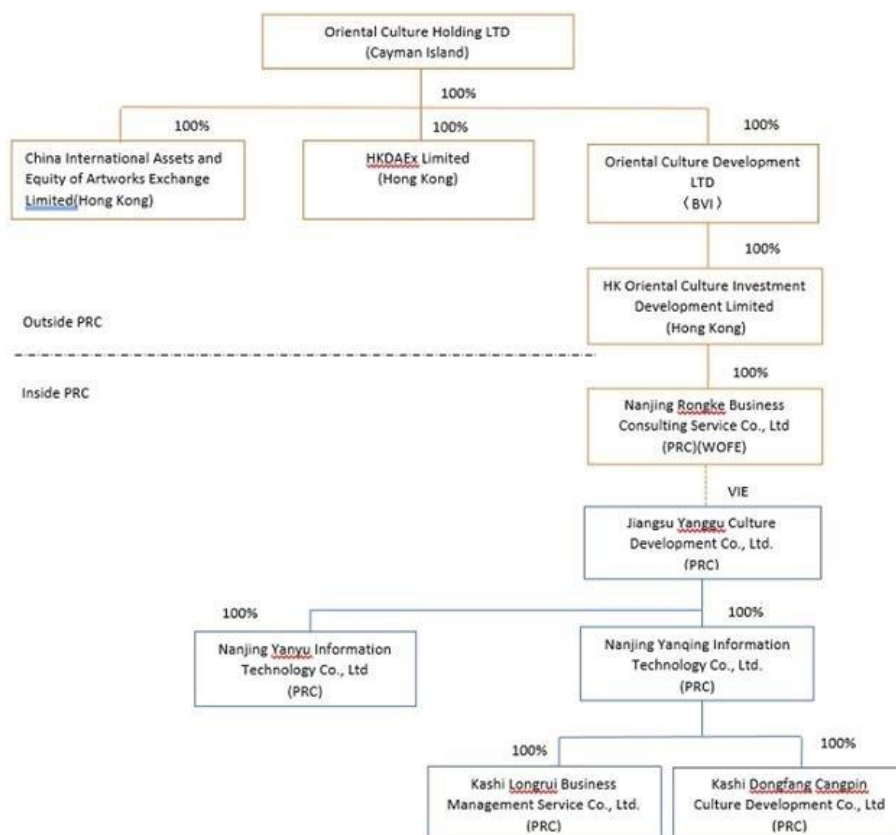 Oriental Culture Holding LTD
(Cayman Island)
100%
100%
100%
100%
China International Assets and
Equity of Artworks Exchange
Limited(Hong Kong)
HKDAEx Limited
(Hong Kong)
Oriental Culture Development
LTD
（BVI）
100%
HK Oriental Culture Investment
Development Limited
(Hong Kong)
Outside PRC
Inside PRC
100%
Nanjing Rongke Business
Consulting Service Co., Ltd
(PRC)(WOFE)
VIE
Jiangsu Yanggu Culture
Development Co., Ltd.
(PRC)
100%
100%
Nanjing Yanyu Information
Technology Co., Ltd
(PRC)
Nanjing Yanqing Information
Technology Co., Ltd.
(PRC)
100%
100%
Kashi Longrui Business
Management Service Co., Ltd.
(PRC)
Kashi Dongfang Cangpin
Culture Development Co., Ltd
(PRC)